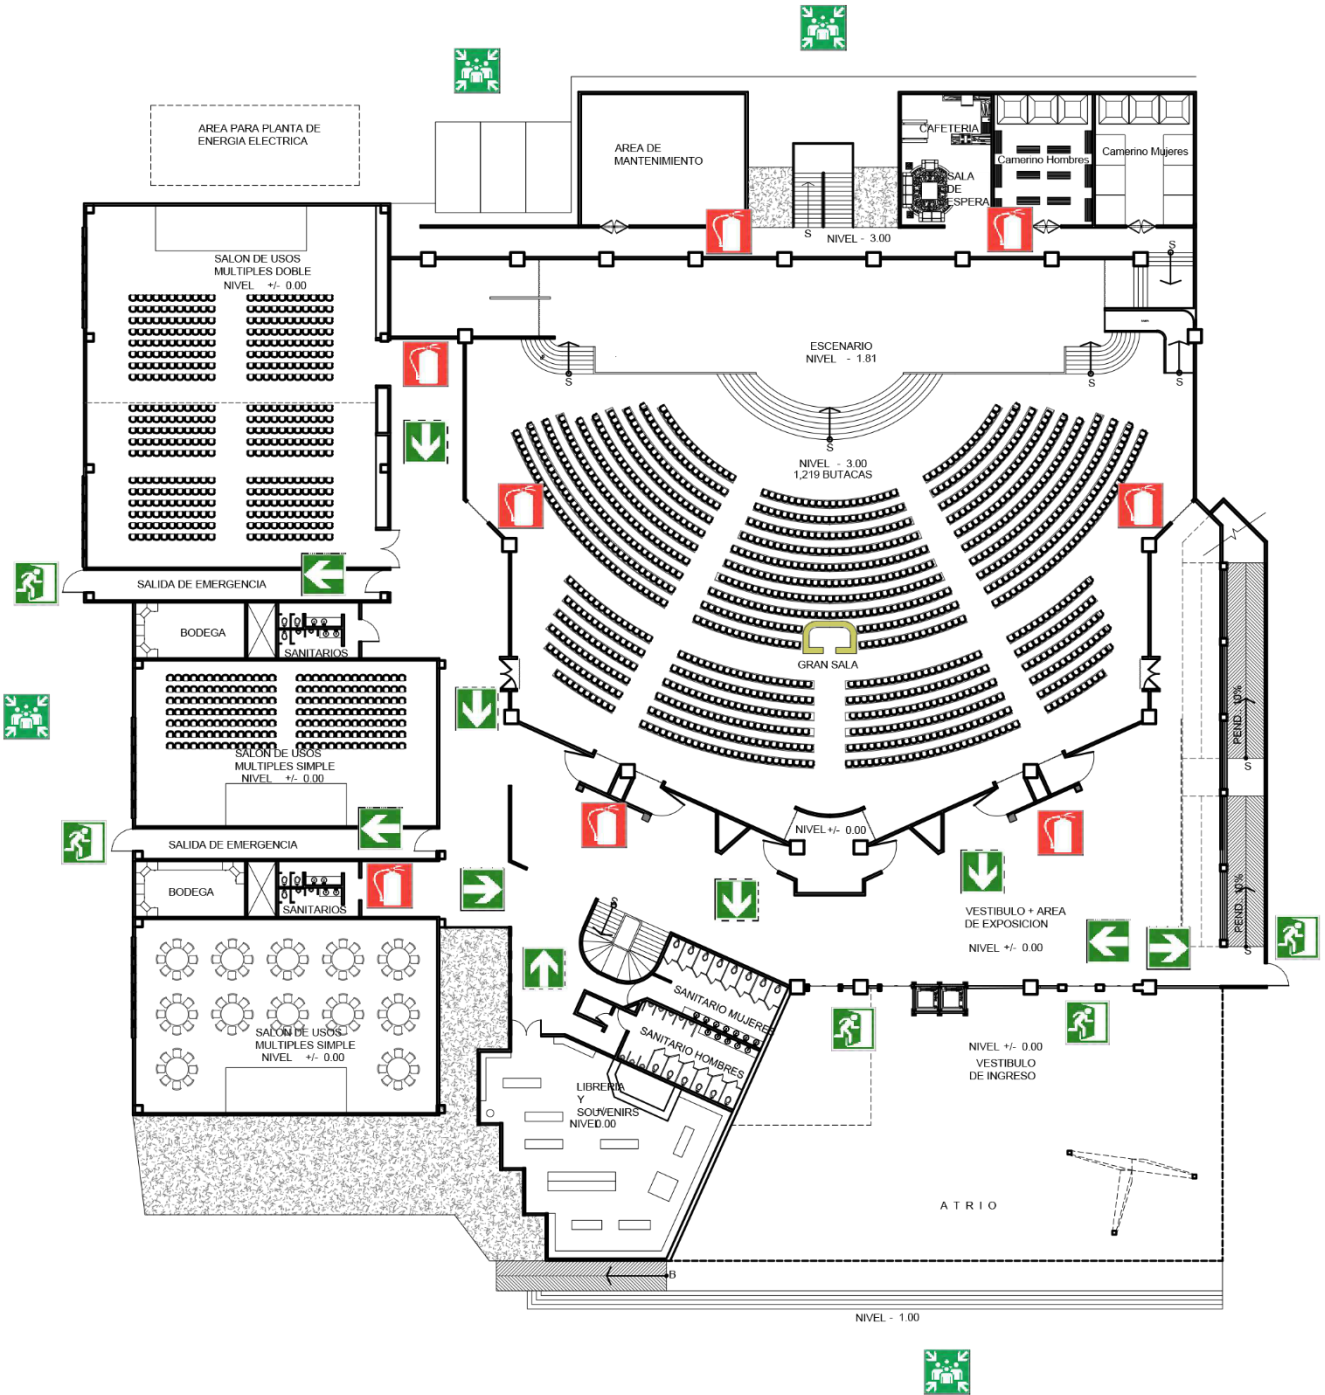 AREA PARA PLANTA DE
ENERGIA ELECTRICA
AREA DE
MANTENIMIENTO
CAFETERIA
Camerino Hombres
Camerino Mujeres
SALA
DE
ESPERA
S
NIVEL - 3.00
S
SALON DE USOS
MULTIPLES DOBLE
NIVEL +/- 0.00
ESCENARIO
NIVEL - 1.81
S
S
S
S
NIVEL - 3.00
1,219 BUTACAS
SALIDA DE EMERGENCIA
BODEGA
SANITARIOS
GRAN SALA
SALON DE USOS
MULTIPLES SIMPLE
NIVEL +/- 0.00
PEND.. 10%
S
NIVEL +/- 0.00
SALIDA DE EMERGENCIA
BODEGA
SANITARIOS
S
VESTIBULO + AREA
DE EXPOSICION
NIVEL +/- 0.00
PEND.. 10%
S
SANITARIO MUJERES
SANITARIO HOMBRES
SALON DE USOS
MULTIPLES SIMPLE
NIVEL +/- 0.00
NIVEL +/- 0.00
VESTIBULO
DE INGRESO
LIBRERIA
Y
SOUVENIRS
NIVEL 0.00
ATRIO
B
NIVEL - 1.00